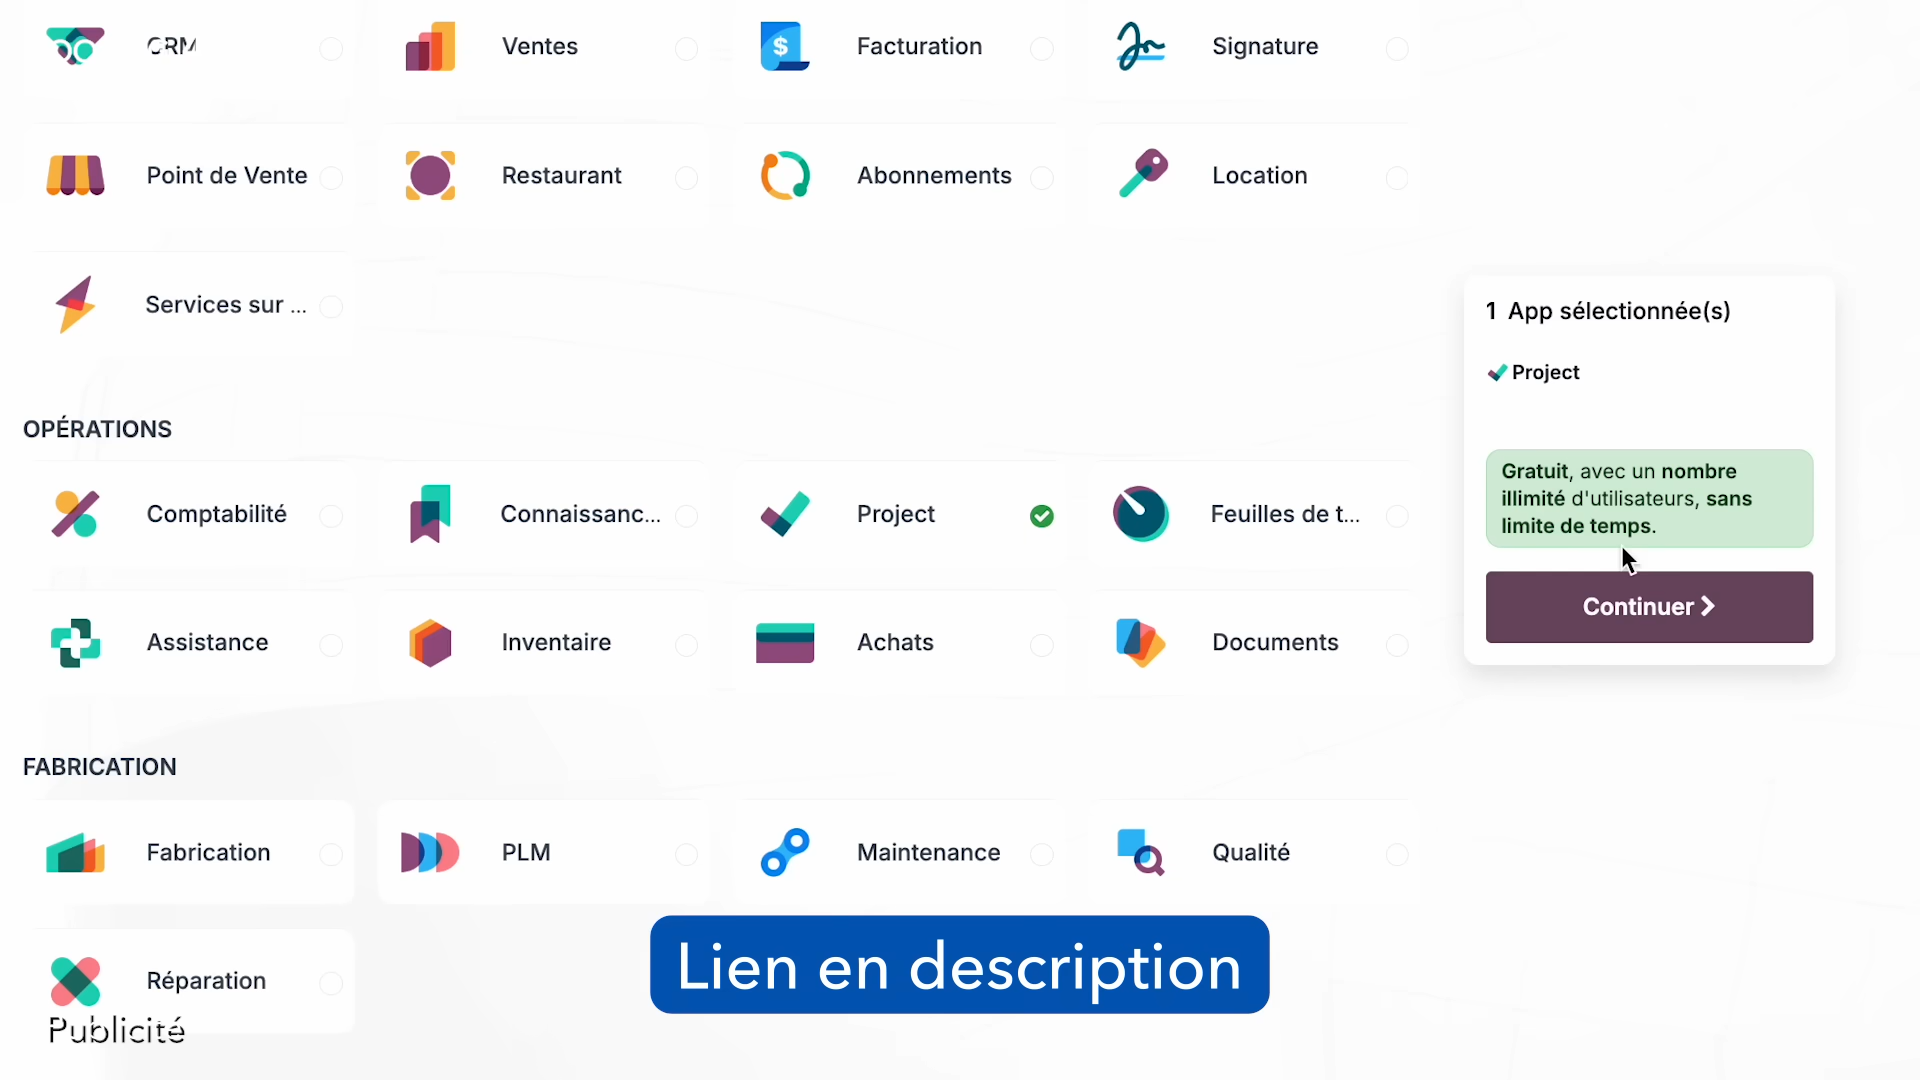 CRM
Ventes
Facturation
Signature
Point de Vente
Restaurant
Abonnements
Location
Services sur ...
1 App sélectionnée(s)
Project
Gratuit, avec un nombre
illimité d'utilisateurs, sans
limite de temps.
Continuer
OPÉRATIONS
Comptabilité
Connaissanc...
Project
Feuilles de t...
Assistance
Inventaire
Achats
Documents
FABRICATION
Fabrication
PLM
Maintenance
Qualité
Réparation
Lien en description
Publicité